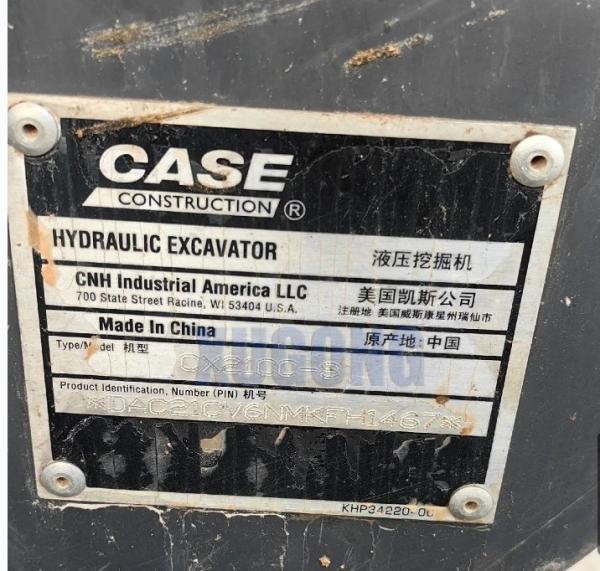 CASE
CONSTRUCTION ®
HYDRAULIC EXCAVATOR 液压挖掘机
CNH Industrial America LLC 美国凯斯公司
700 State Street Racine, WI 53404 U.S.A. 注册地 美国威斯康星州瑞仙市
Made In China 原产地: 中国
Type/Model 机型
CX210C-8
Product Identification, Number (PIN) 机号
KHP34220-00